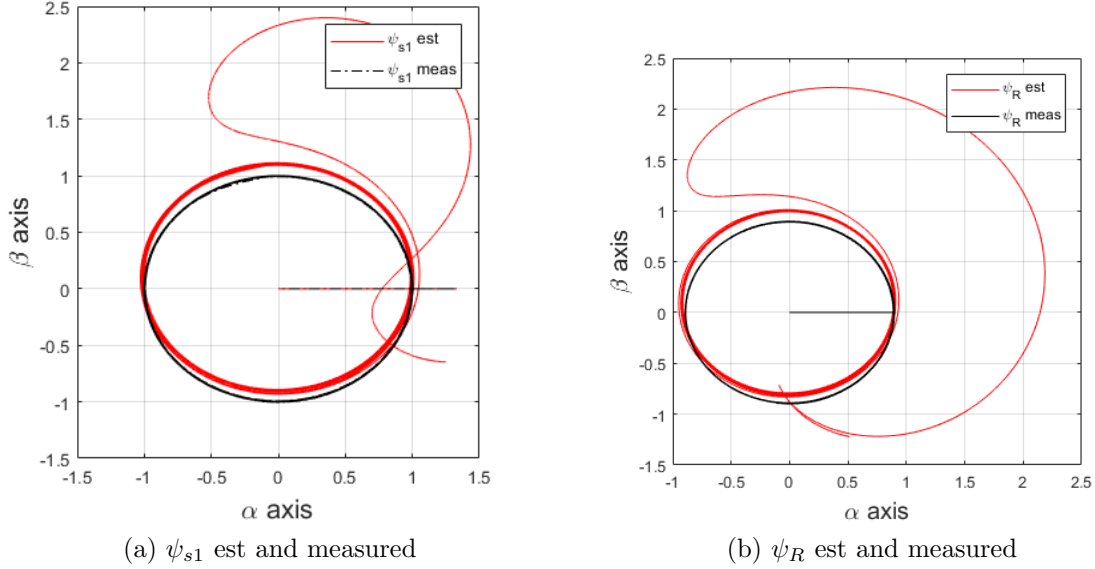 2.5
2
1.5
1
0.5
0
-0.5
-1
-1.5
β axis
-1.5 -1 -0.5 0 0.5 1 1.5
α axis
ψs1 est
ψs1 meas
(a) ψs1 est and measured
2.5
2
1.5
1
0.5
0
-0.5
-1
-1.5
β axis
-1 -0.5 0 0.5 1 1.5 2 2.5
α axis
ψR est
ψR meas
(b) ψR est and measured